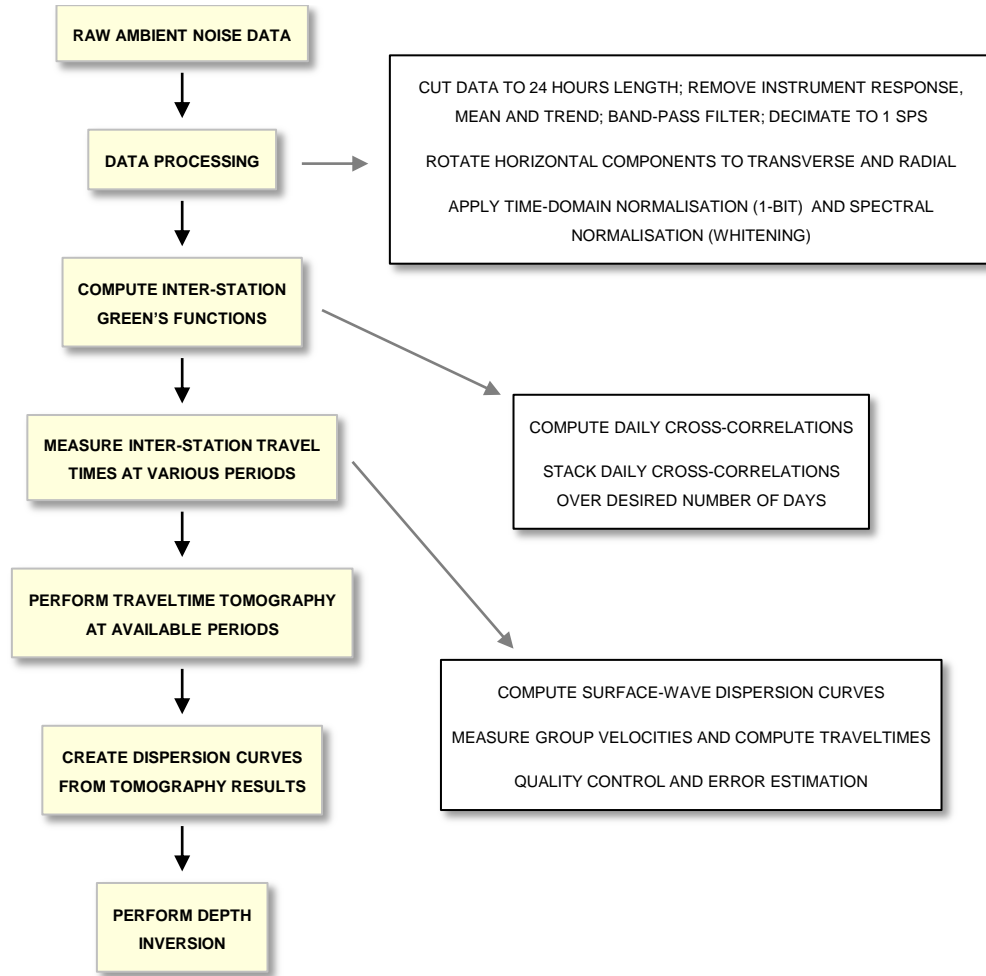 RAW AMBIENT NOISE DATA
DATA PROCESSING
CUT DATA TO 24 HOURS LENGTH; REMOVE INSTRUMENT RESPONSE,
MEAN AND TREND; BAND-PASS FILTER; DECIMATE TO 1 SPS
ROTATE HORIZONTAL COMPONENTS TO TRANSVERSE AND RADIAL
APPLY TIME-DOMAIN NORMALISATION (1-BIT) AND SPECTRAL
NORMALISATION (WHITENING)
COMPUTE INTER-STATION
GREEN'S FUNCTIONS
COMPUTE DAILY CROSS-CORRELATIONS
STACK DAILY CROSS-CORRELATIONS
OVER DESIRED NUMBER OF DAYS
MEASURE INTER-STATION TRAVEL
TIMES AT VARIOUS PERIODS
COMPUTE SURFACE-WAVE DISPERSION CURVES
MEASURE GROUP VELOCITIES AND COMPUTE TRAVELTIMES
QUALITY CONTROL AND ERROR ESTIMATION
PERFORM TRAVELTIME TOMOGRAPHY
AT AVAILABLE PERIODS
CREATE DISPERSION CURVES
FROM TOMOGRAPHY RESULTS
PERFORM DEPTH
INVERSION